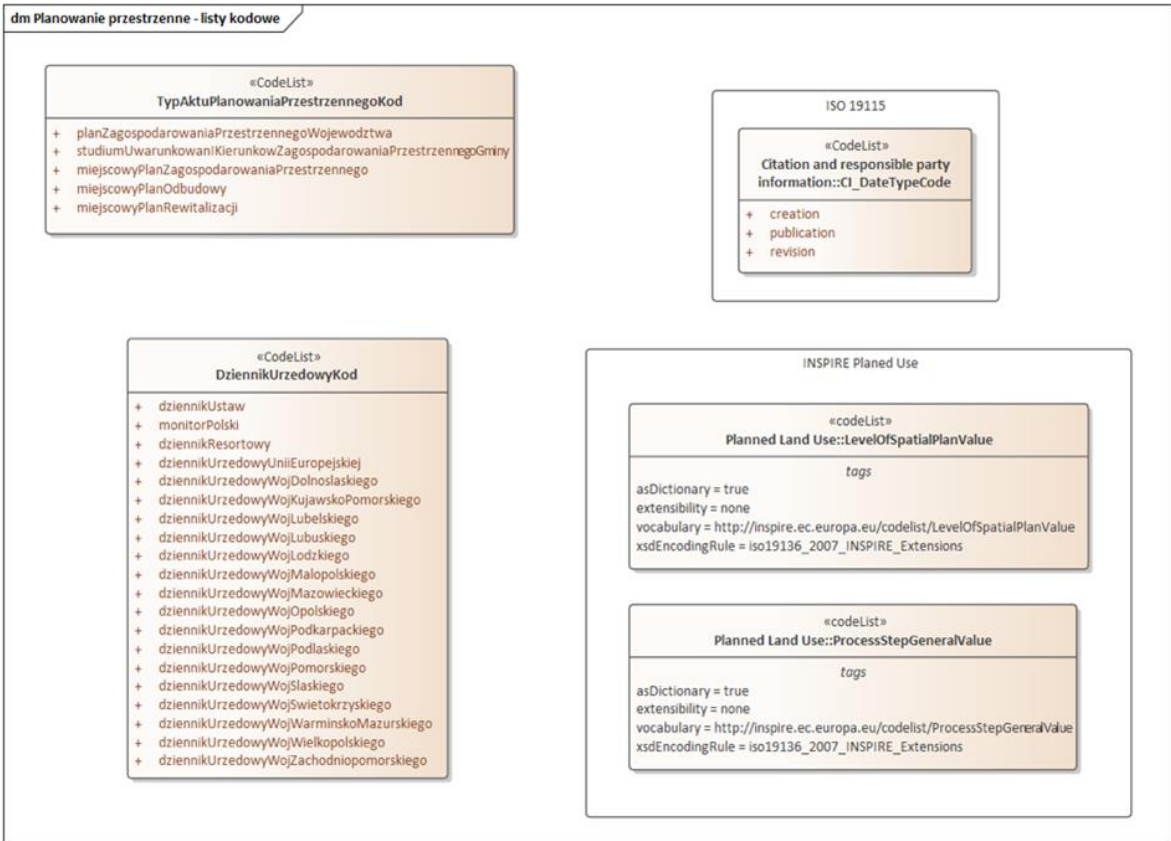 dm Planowanie przestrzenne - listy kodowe
«CodeList»
TypAktuPlanowaniaPrzestrzennegoKod
+ planZagospodarowaniaPrzestrzennegoWojewodztwa
+ studiumUwarunkowanIKierunkowZagospodarowaniaPrzestrzennegoGminy
+ miejscowyPlanZagospodarowaniaPrzestrzennego
+ miejscowyPlanOdbudowy
+ miejscowyPlanRewitalizacji
ISO 19115
«CodeList»
Citation and responsible party
information::CI_DateTypeCode
+ creation
+ publication
+ revision
«CodeList»
DziennikUrzedowyKod
+ dziennikUstaw
+ monitorPolski
+ dziennikResortowy
+ dziennikUrzedowyUniiEuropejskiej
+ dziennikUrzedowyWojDolnoslaskiego
+ dziennikUrzedowyWojKujawskoPomorskiego
+ dziennikUrzedowyWojLubelskiego
+ dziennikUrzedowyWojLubuskiego
+ dziennikUrzedowyWojLodzkiego
+ dziennikUrzedowyWojMalopolskiego
+ dziennikUrzedowyWojMazowieckiego
+ dziennikUrzedowyWojOpolskiego
+ dziennikUrzedowyWojPodkarpackiego
+ dziennikUrzedowyWojPodlaskiego
+ dziennikUrzedowyWojPomorskiego
+ dziennikUrzedowyWojSlaskiego
+ dziennikUrzedowyWojSwietokrzyskiego
+ dziennikUrzedowyWojWarminskoMazurskiego
+ dziennikUrzedowyWojWielkopolskiego
+ dziennikUrzedowyWojZachodniopomorskiego
INSPIRE Planed Use
«codeList»
Planned Land Use::LevelOfSpatialPlanValue
tags
asDictionary = true
extensibility = none
vocabulary = http://inspire.ec.europa.eu/codelist/LevelOfSpatialPlanValue
xsdEncodingRule = iso19136_2007_INSPIRE_Extensions
«codeList»
Planned Land Use::ProcessStepGeneralValue
tags
asDictionary = true
extensibility = none
vocabulary = http://inspire.ec.europa.eu/codelist/ProcessStepGeneralValue
xsdEncodingRule = iso19136_2007_INSPIRE_Extensions